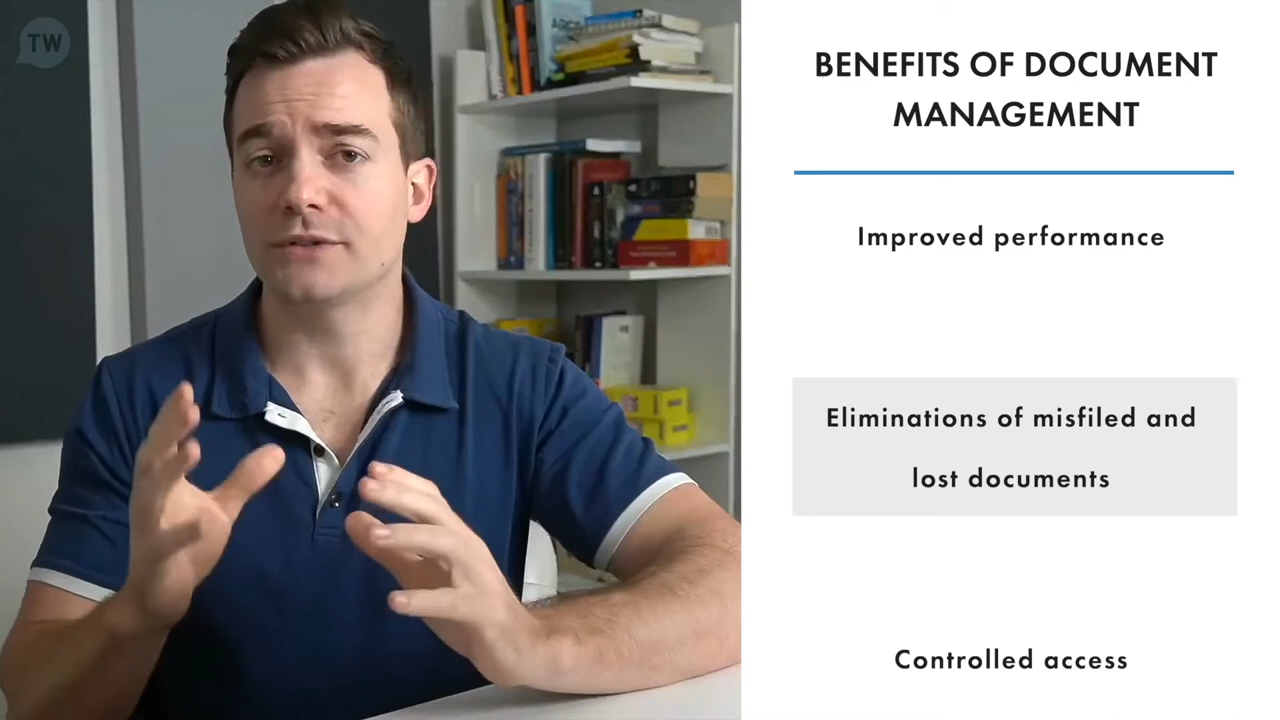 TW
BENEFITS OF DOCUMENT
MANAGEMENT
Improved performance
Eliminations of misfiled and
lost documents
Controlled access